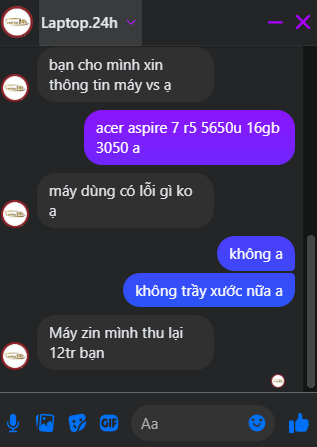 Laptop.24h
bạn cho mình xin
thông tin máy vs ạ
acer aspire 7 r5 5650u 16gb
3050 a
máy dùng có lỗi gì ko
ạ
không a
không trầy xước nữa a
Máy zin mình thu lại
12tr bạn
GIF
Aa